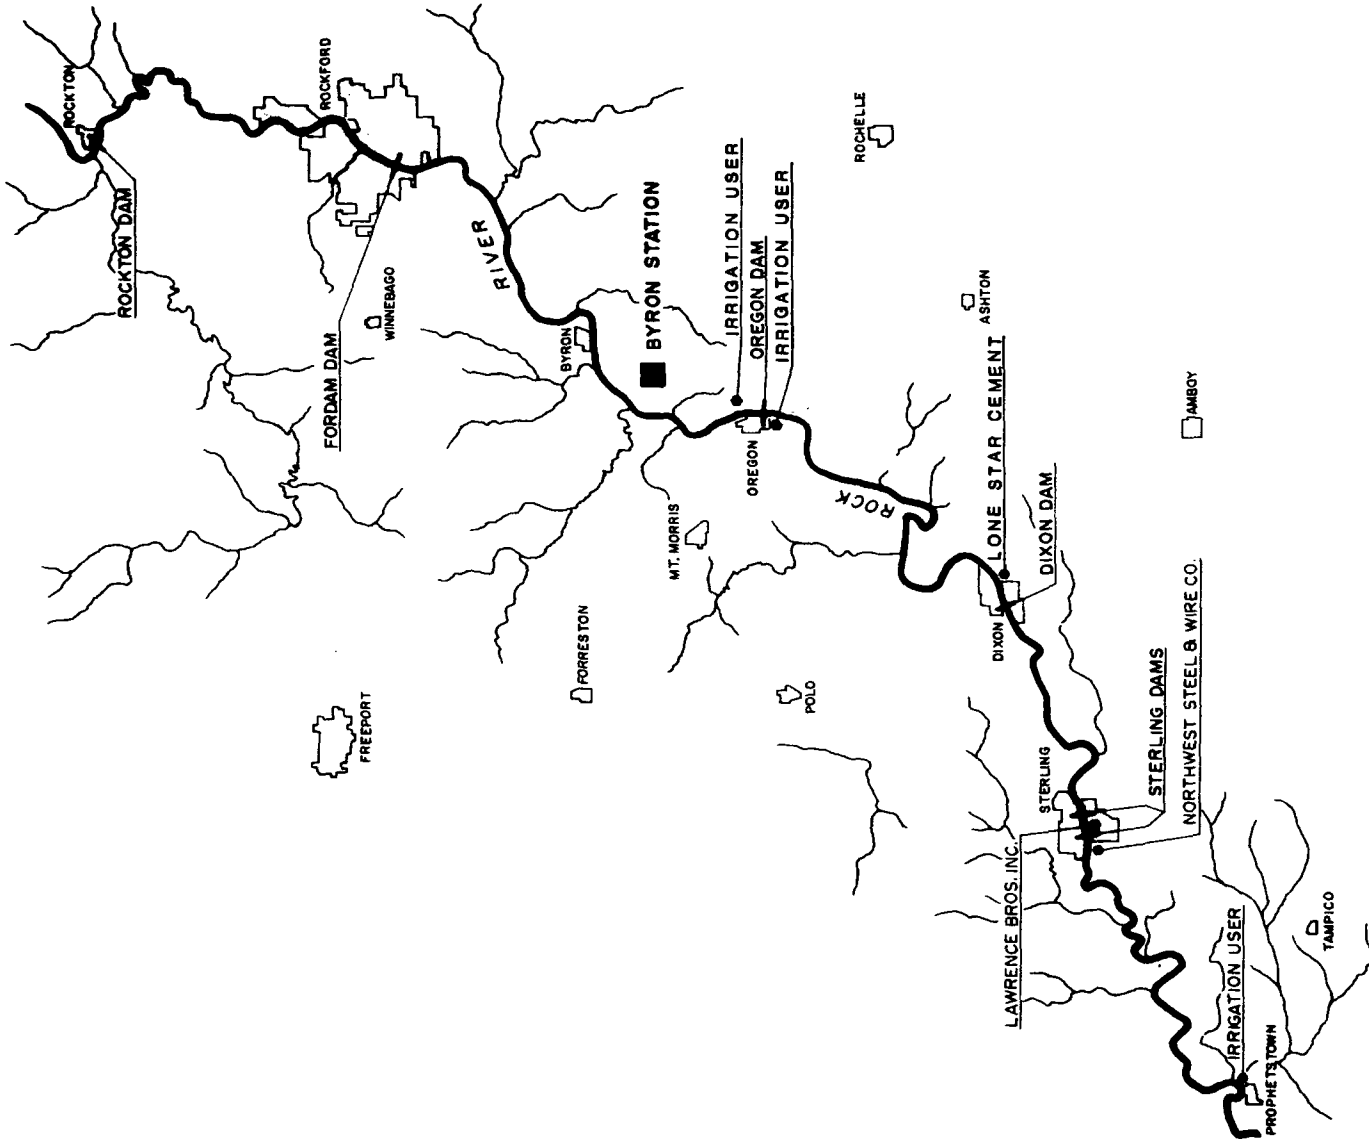 ROCKTON
ROCKTON DAM
ROCKFORD
FORDAM DAM
WINNEBAGO
RIVER
BYRON
BYRON STATION
IRRIGATION USER
OREGON DAM
IRRIGATION USER
ROCHELLE
OREGON
MT. MORRIS
ROCK
ASHTON
LONE STAR CEMENT
DIXON DAM
DIXON
AMBOY
FREEPORT
FORRESTON
POLO
STERLING
STERLING DAMS
NORTHWEST STEEL & WIRE CO.
LAWRENCE BROS. INC.
IRRIGATION USER
TAMPICO
PROPHETSTOWN